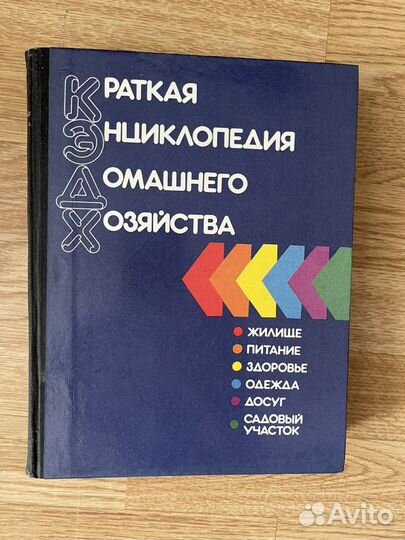 КРАТКАЯ
ЭНЦИКЛОПЕДИЯ
ДОМАШНЕГО
ХОЗЯЙСТВА
ЖИЛИЩЕ
ПИТАНИЕ
ЗДОРОВЬЕ
ОДЕЖДА
ДОСУГ
САДОВЫЙ
УЧАСТОК
Avito